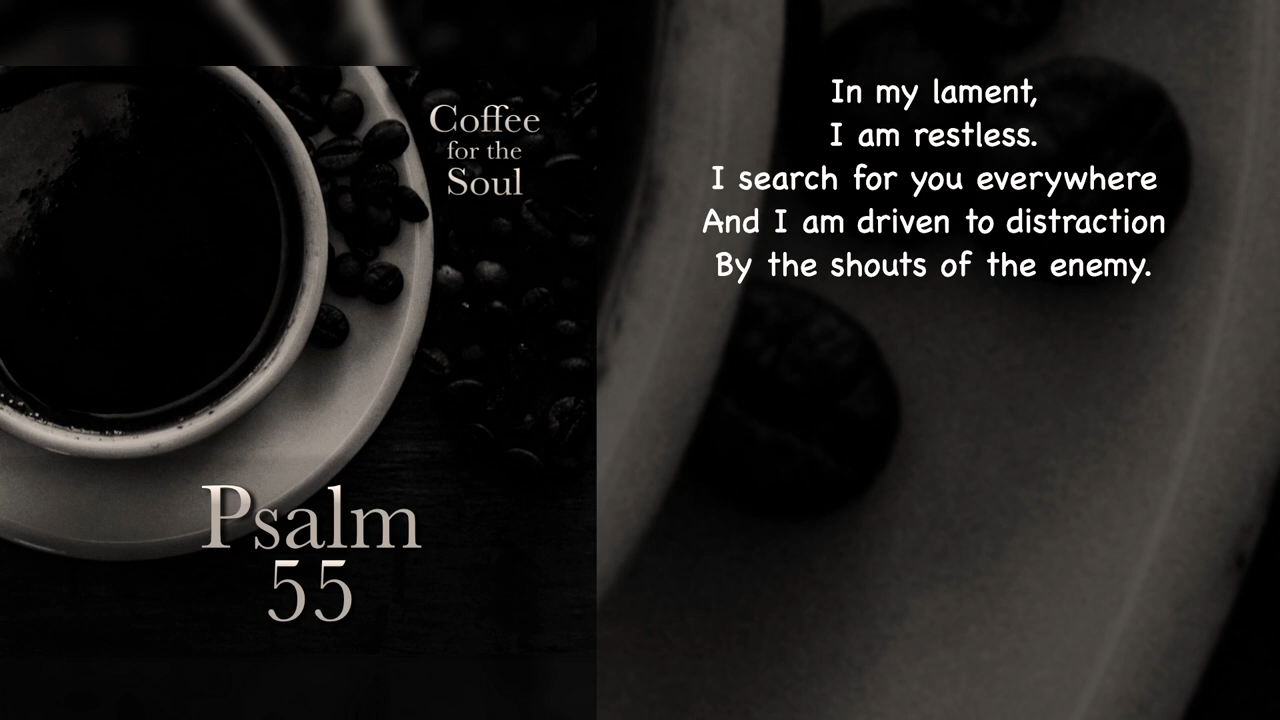 Coffee
for the
Soul
Psalm
55
In my lament,
I am restless.
I search for you everywhere
And I am driven to distraction
By the shouts of the enemy.